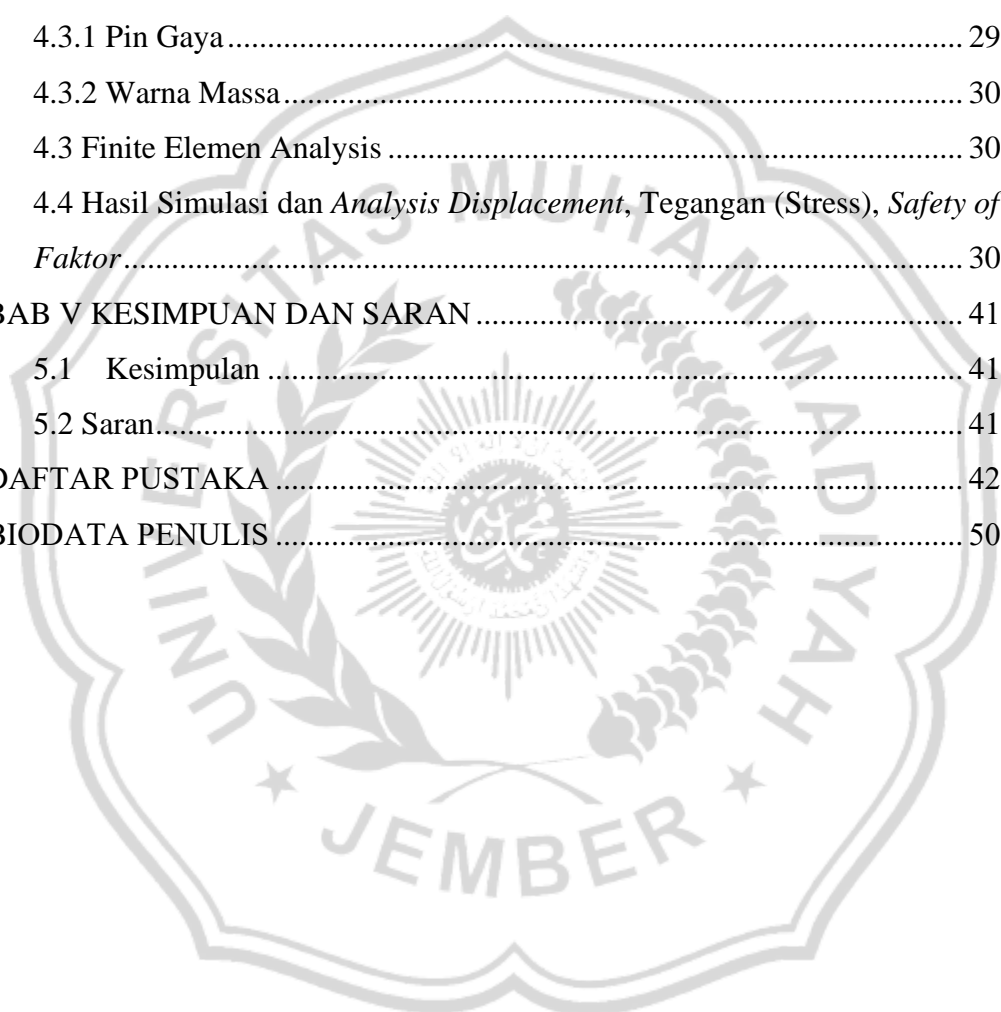 4.3.1 Pin Gaya.......... 29
4.3.2 Warna Massa.......... 30
4.3 Finite Elemen Analysis .......... 30
4.4 Hasil Simulasi dan Analysis Displacement, Tegangan (Stress), Safety of
Faktor.......... 30
BAB V KESIMPUAN DAN SARAN .......... 41
5.1 Kesimpulan .......... 41
5.2 Saran.......... 41
DAFTAR PUSTAKA .......... 42
BIODATA PENULIS .......... 50
UNIVERSITAS MUHAMMADIYAH
JEMBER